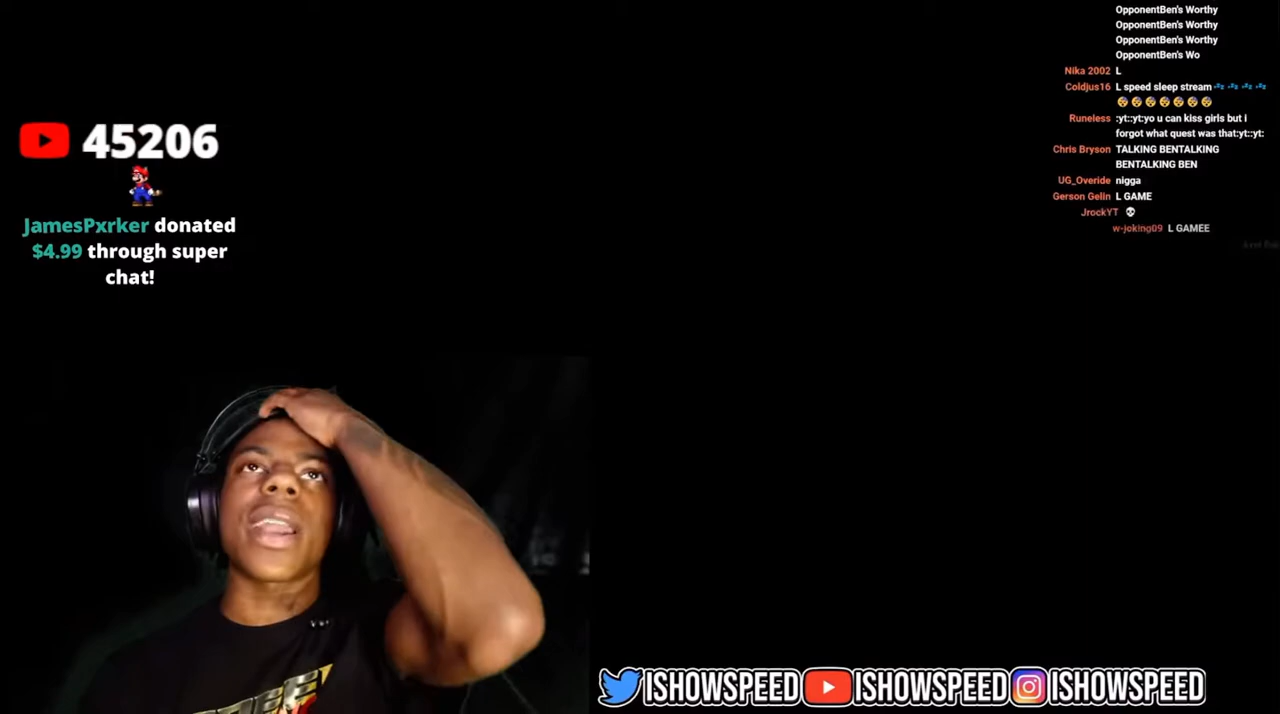 OpponentBen's Worthy
OpponentBen's Worthy
OpponentBen's Worthy
OpponentBen's Wo
Nika 2002 L
Coldjus16 L speed sleep stream 💤 💤 💤 💤
😴 😴 😴 😴 😴 😴 😴
Runeless :yt::yt:yo u can kiss girls but i
forgot what quest was that:yt::yt:
Chris Bryson TALKING BENTALKING
BENTALKING BEN
UG_Overide nigga
Gerson Gelin L GAME
JrockYT 💀
w-joking09 L GAMEE
45206
JamesPxrker donated
$4.99 through super
chat!
ISHOWSPEED ISHOWSPEED ISHOWSPEED